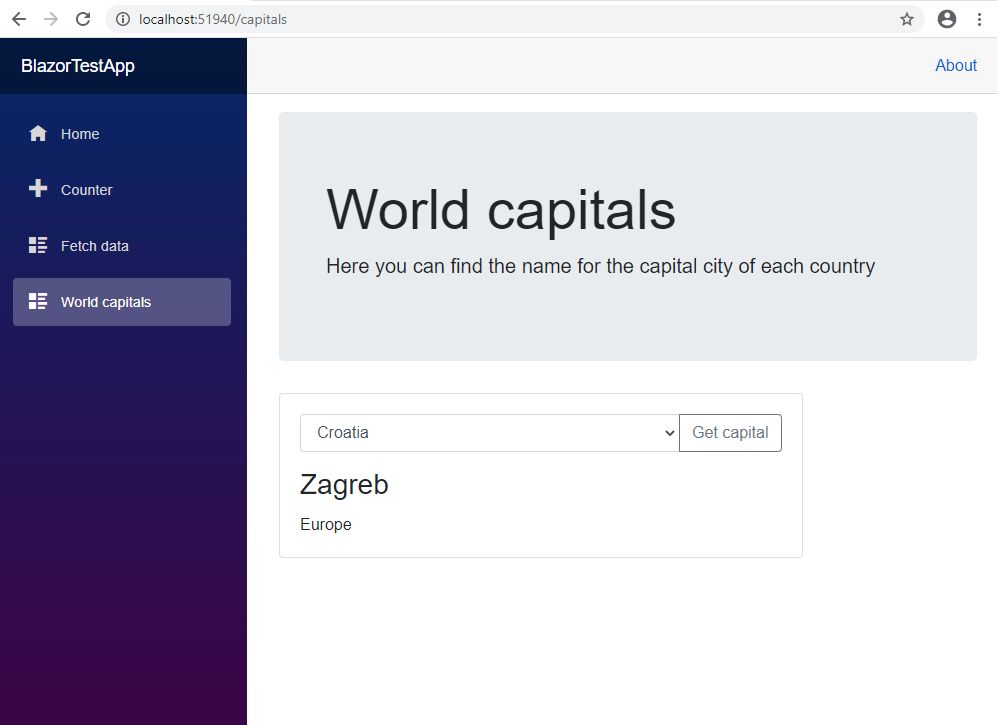 localhost:51940/capitals
BlazorTestApp
About
Home
Counter
Fetch data
World capitals
World capitals
Here you can find the name for the capital city of each country
Croatia
Get capital
Zagreb
Europe